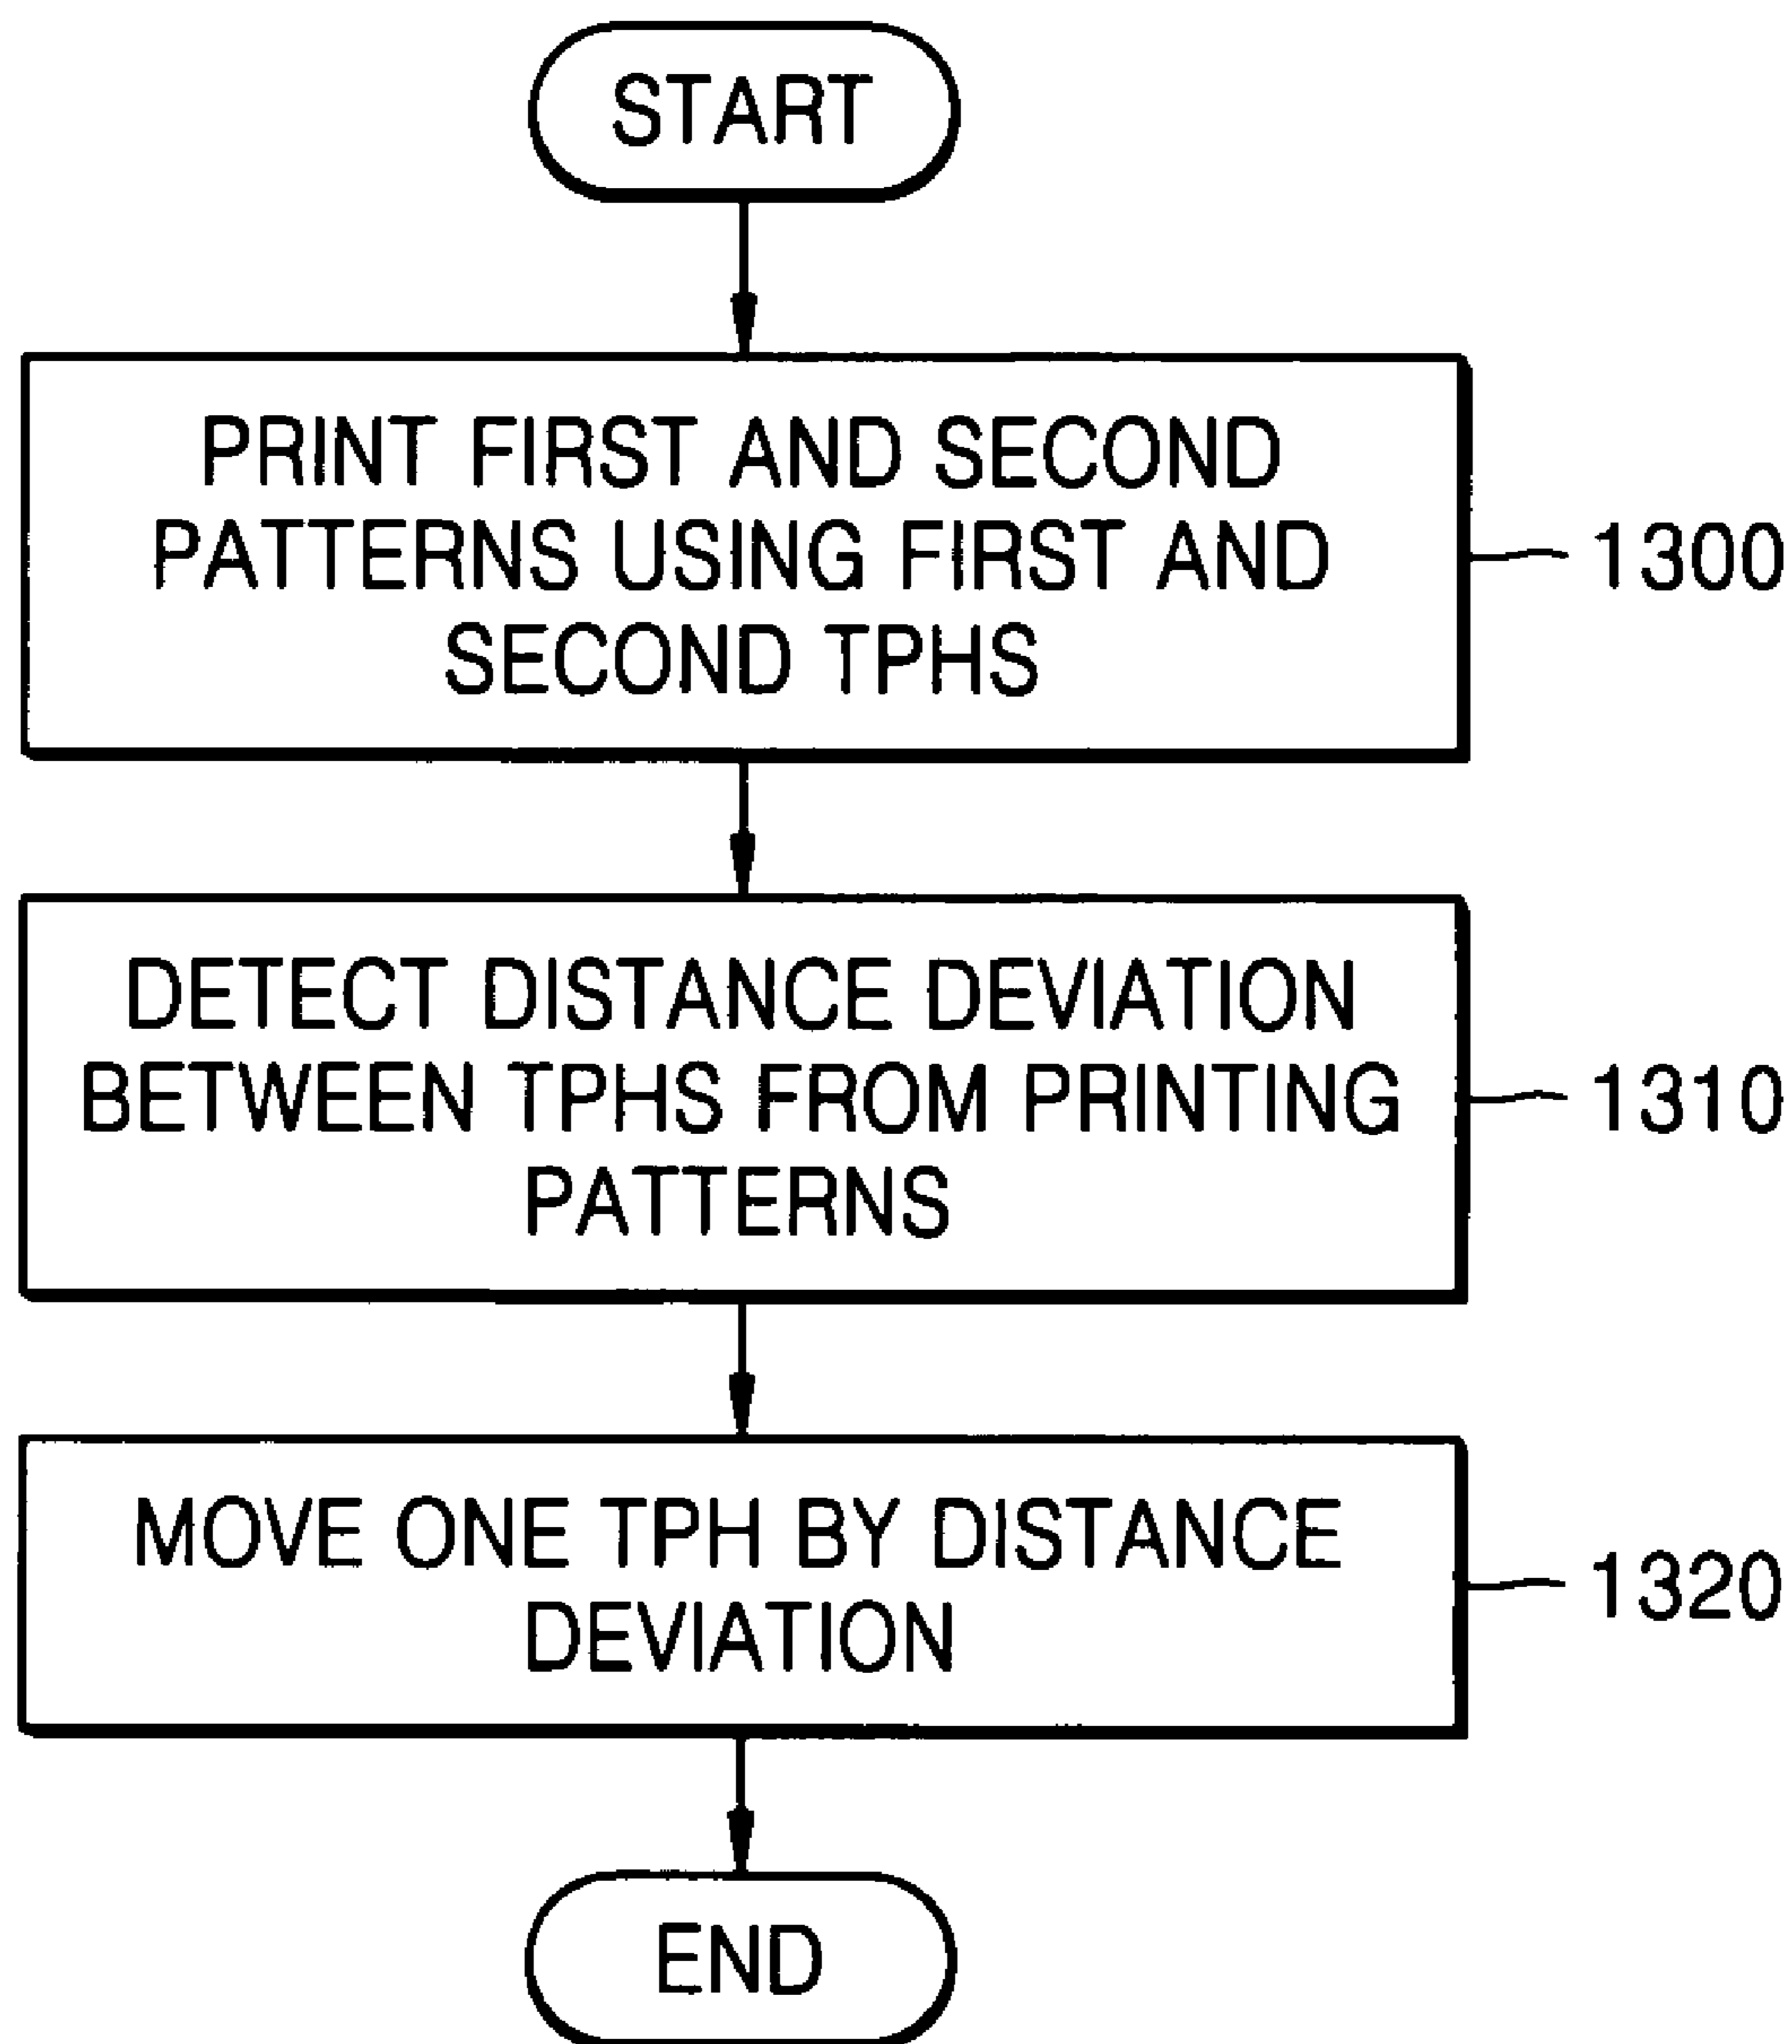 START
PRINT FIRST AND SECOND
PATTERNS USING FIRST AND
SECOND TPHS
1300
DETECT DISTANCE DEVIATION
BETWEEN TPHS FROM PRINTING
PATTERNS
1310
MOVE ONE TPH BY DISTANCE
DEVIATION
1320
END